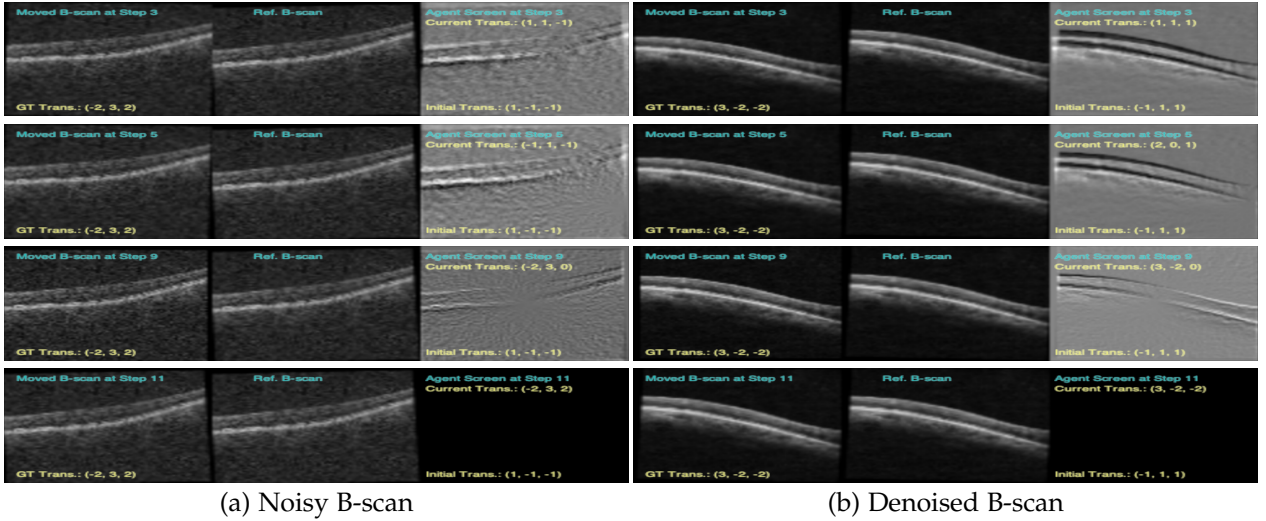 Moved B-scan at Step 3
Ref. B-scan
Agent Screen at Step 3
Current Trans.: (1, 1, -1)
GT Trans.: (-2, 3, 2)
Initial Trans.: (1, -1, -1)
Moved B-scan at Step 5
Ref. B-scan
Agent Screen at Step 5
Current Trans.: (-1, 1, -1)
GT Trans.: (-2, 3, 2)
Initial Trans.: (1, -1, -1)
Moved B-scan at Step 9
Ref. B-scan
Agent Screen at Step 9
Current Trans.: (-2, 3, 0)
GT Trans.: (-2, 3, 2)
Initial Trans.: (1, -1, -1)
Moved B-scan at Step 11
Ref. B-scan
Agent Screen at Step 11
Current Trans.: (-2, 3, 2)
GT Trans.: (-2, 3, 2)
Initial Trans.: (1, -1, -1)
(a) Noisy B-scan
Moved B-scan at Step 3
Ref. B-scan
Agent Screen at Step 3
Current Trans.: (1, 1, 1)
GT Trans.: (3, -2, -2)
Initial Trans.: (-1, 1, 1)
Moved B-scan at Step 5
Ref. B-scan
Agent Screen at Step 5
Current Trans.: (2, 0, 1)
GT Trans.: (3, -2, -2)
Initial Trans.: (-1, 1, 1)
Moved B-scan at Step 9
Ref. B-scan
Agent Screen at Step 9
Current Trans.: (3, -2, 0)
GT Trans.: (3, -2, -2)
Initial Trans.: (-1, 1, 1)
Moved B-scan at Step 11
Ref. B-scan
Agent Screen at Step 11
Current Trans.: (3, -2, -2)
GT Trans.: (3, -2, -2)
Initial Trans.: (-1, 1, 1)
(b) Denoised B-scan